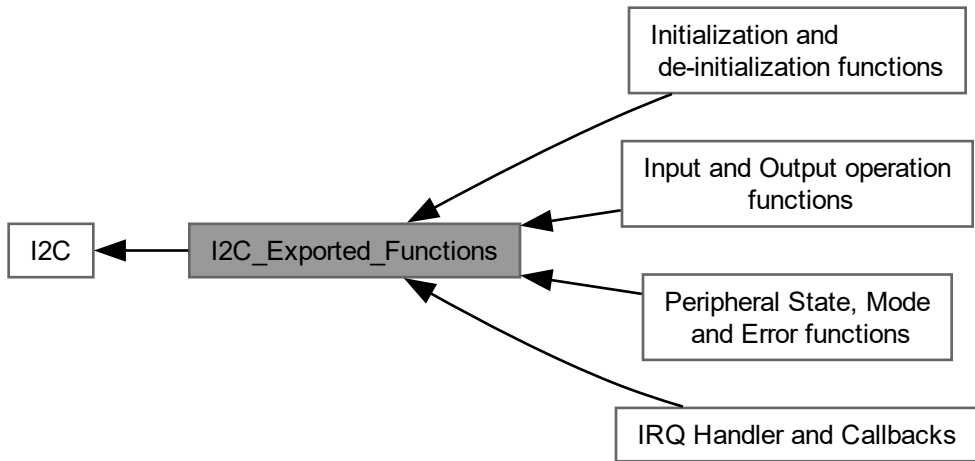 Initialization and
de-initialization functions
Input and Output operation
functions
I2C
I2C_Exported_Functions
Peripheral State, Mode
and Error functions
IRQ Handler and Callbacks